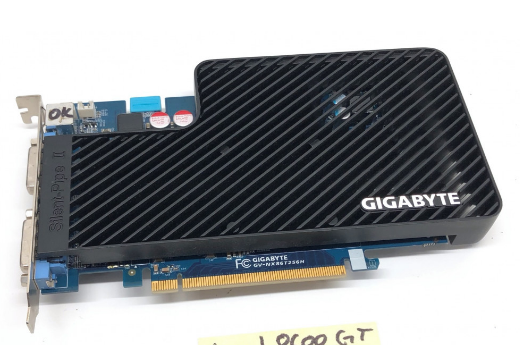 OK
Silent-Pipe II
GIGABYTE
FC GIGABYTE
GV-NX86T256H
8600 GT